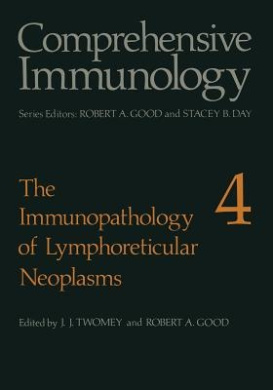 Comprehensive
Immunology
Series Editors: ROBERT A. GOOD and STACEY B. DAY
The
Immunopathology
of Lymphoreticular
Neoplasms
4
Edited by J. J. TWOMEY and ROBERT A. GOOD